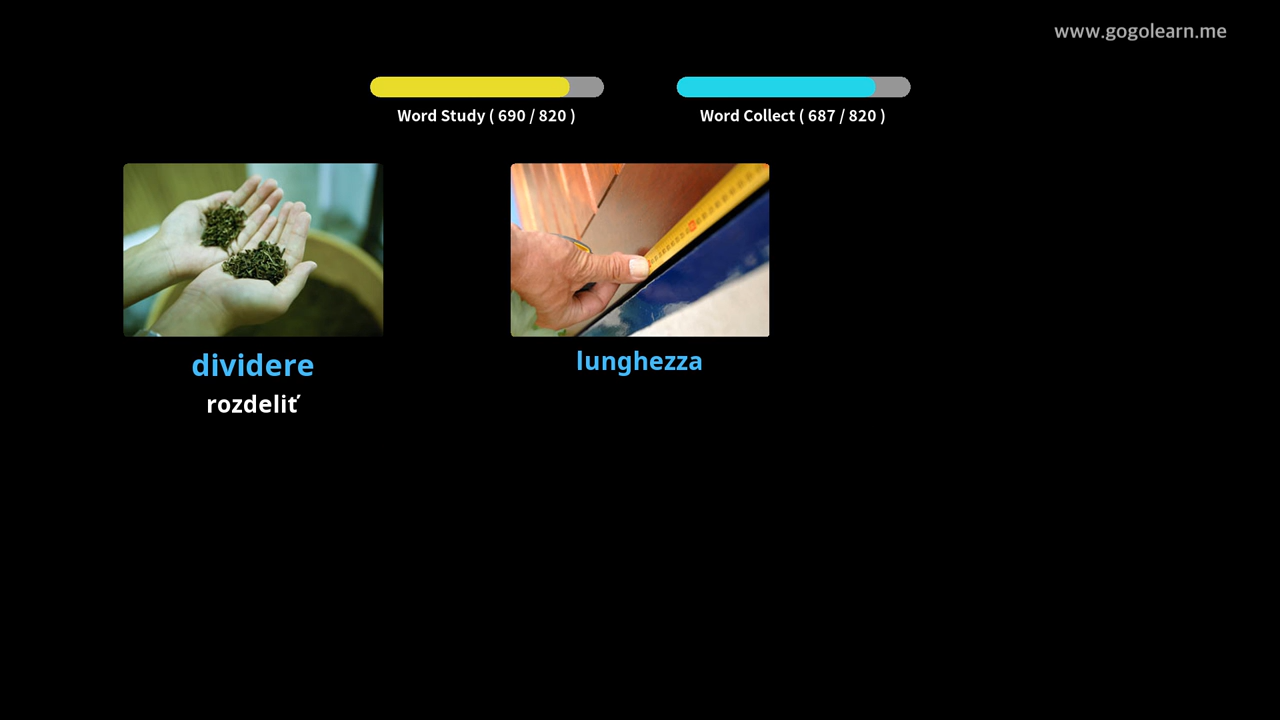 www.gogolearn.me
Word Study ( 690 / 820 )
Word Collect ( 687 / 820 )
dividere
rozdeliť
lunghezza